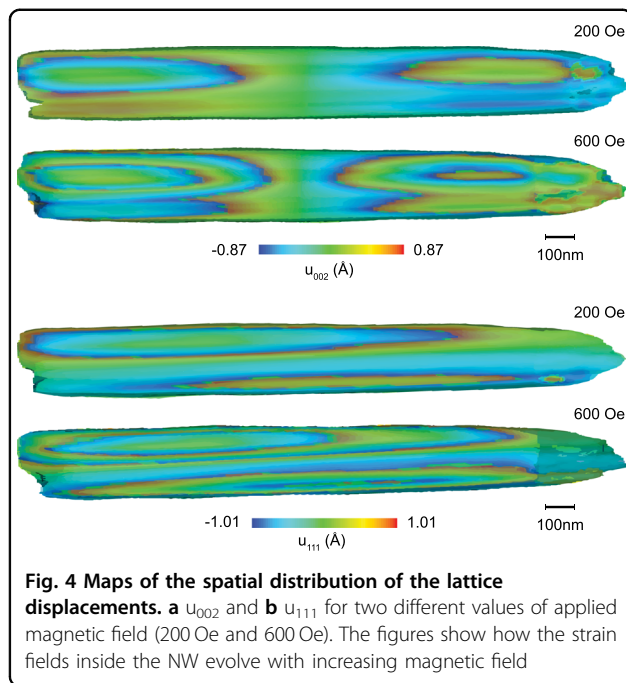 200 Oe
600 Oe
-0.87 0.87
u002 (Å)
100nm
200 Oe
600 Oe
-1.01 1.01
u111 (Å)
100nm
Fig. 4 Maps of the spatial distribution of the lattice
displacements. a u002 and b u111 for two different values of applied
magnetic field (200 Oe and 600 Oe). The figures show how the strain
fields inside the NW evolve with increasing magnetic field